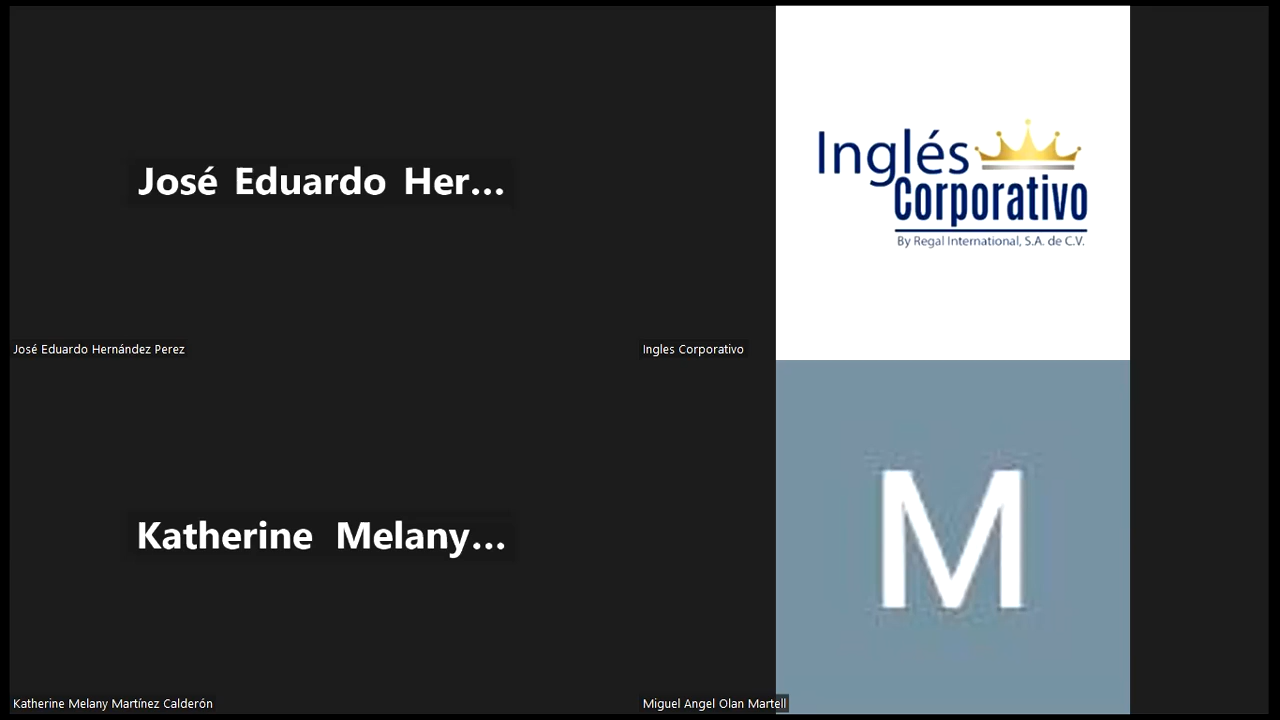 José Eduardo Her...
José Eduardo Hernández Perez
Inglés
Corporativo
By Regal International, S.A. de C.V.
Ingles Corporativo
Katherine Melany...
Katherine Melany Martínez Calderón
M
Miguel Angel Olan Martell